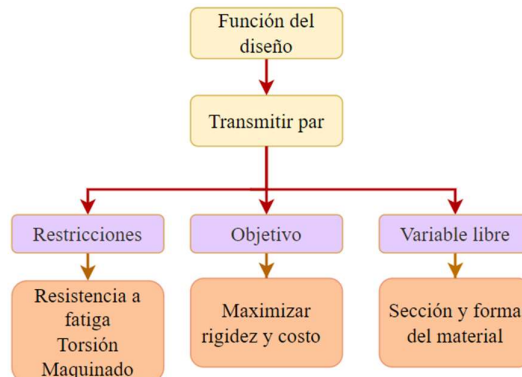 Función del
diseño
Transmitir par
Restricciones
Objetivo
Variable libre
Resistencia a
fatiga
Torsión
Maquinado
Maximizar
rigidez y costo
Sección y forma
del material